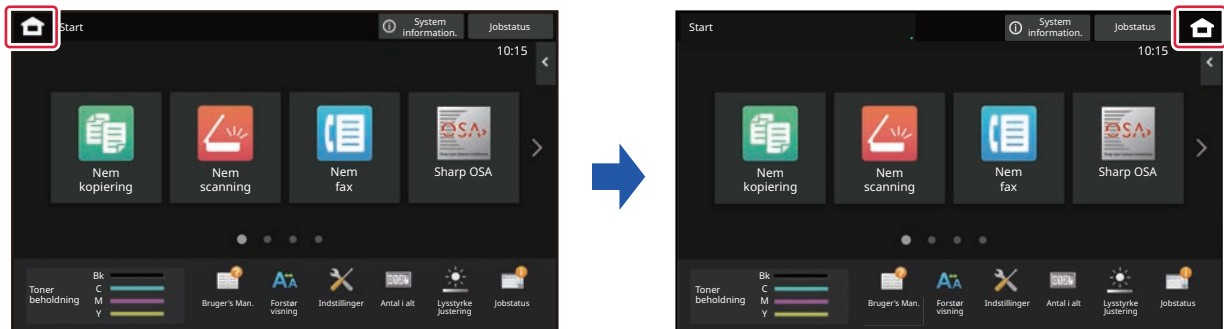 Start
System
information.
Jobstatus
10:15
Nem
kopiering
Nem
scanning
Nem
fax
Sharp OSA
Toner
beholdning
Bk
C
M
Y
Bruger's Man.
Forstør
visning
Indstillinger
Antal i alt
Lysstyrke
Justering
Jobstatus
Start
System
information.
Jobstatus
10:15
Nem
kopiering
Nem
scanning
Nem
fax
Sharp OSA
Toner
beholdning
Bk
C
M
Y
Bruger's Man.
Forstør
visning
Indstillinger
Antal i alt
Lysstyrke
Justering
Jobstatus